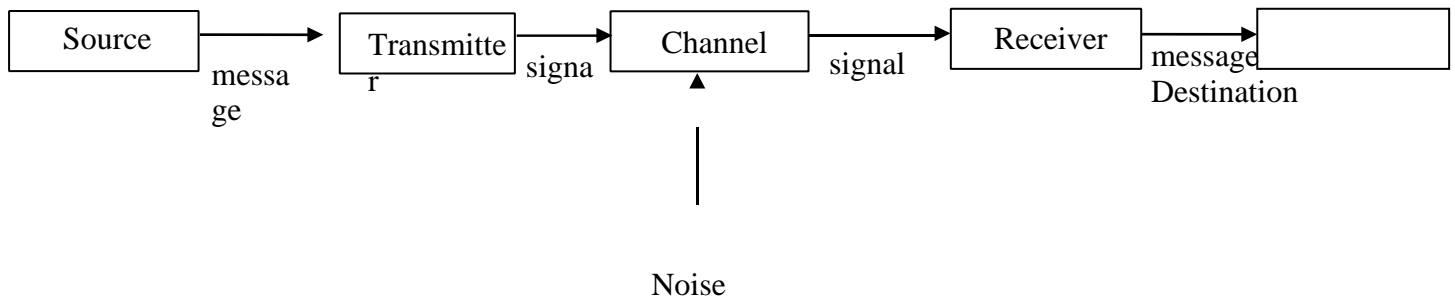 Source
messa
ge
Transmitte
r
signa
Channel
signal
Receiver
message
Destination
Noise